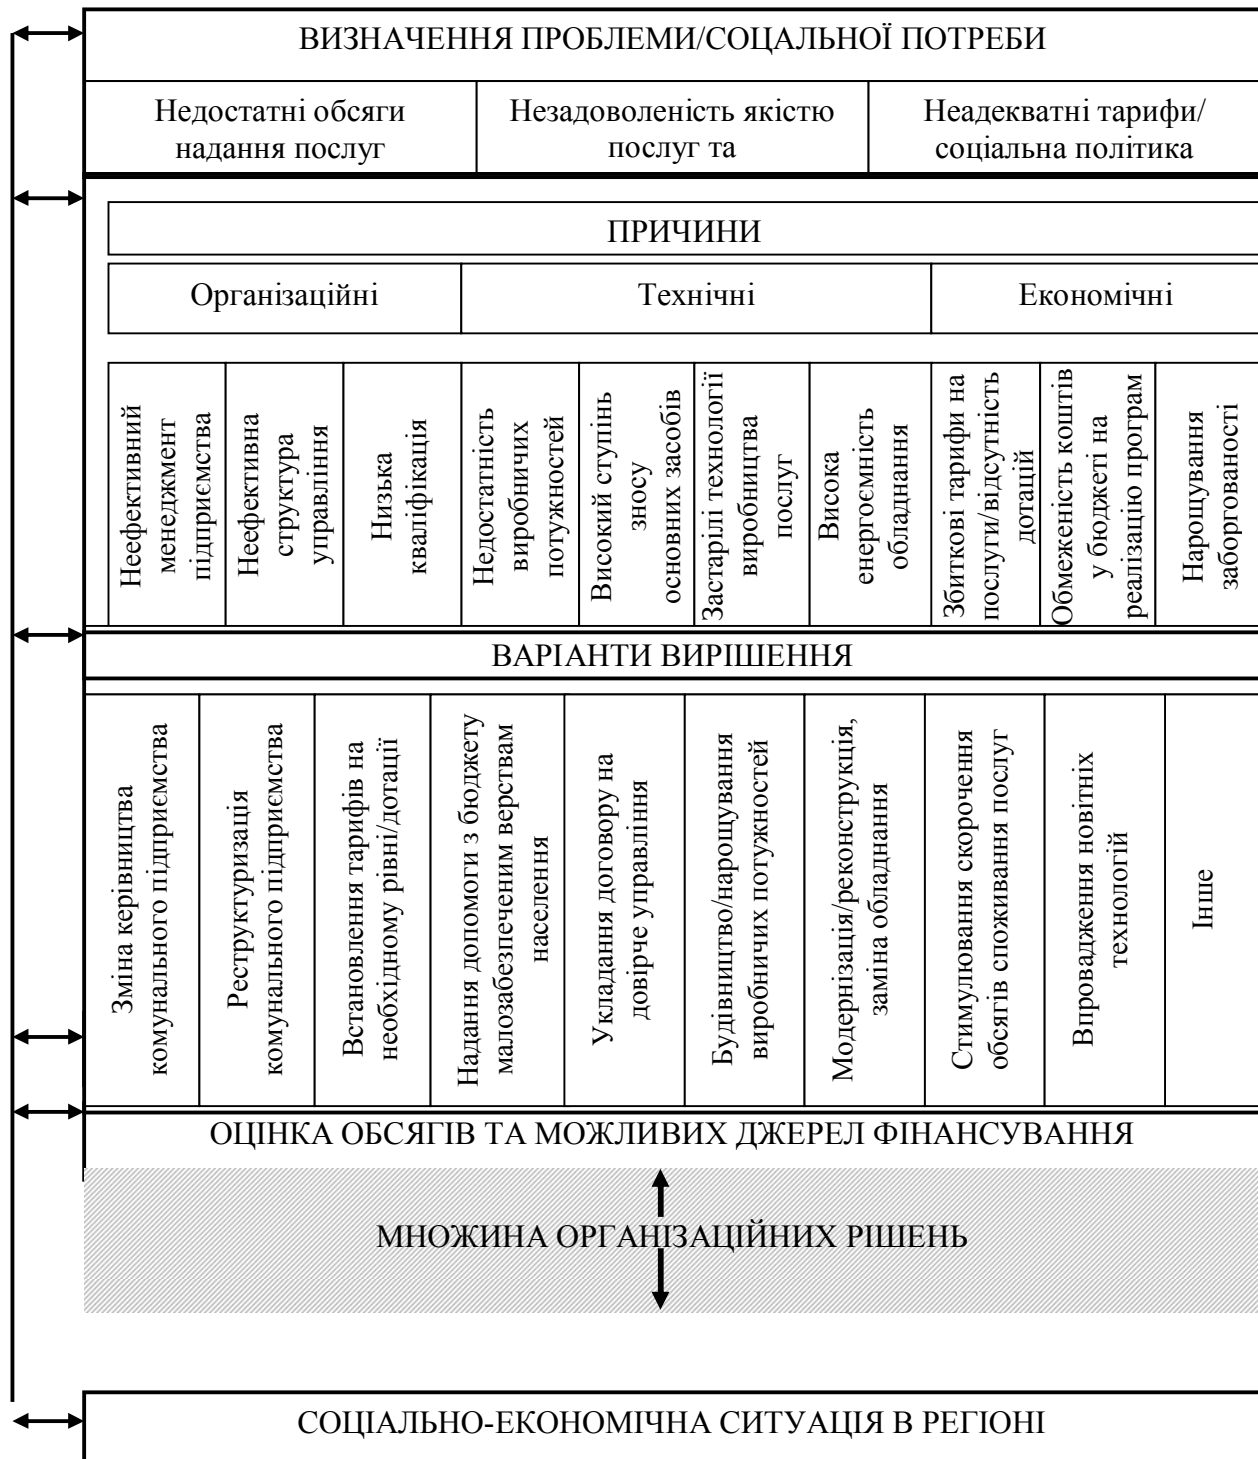 ВИЗНАЧЕННЯ ПРОБЛЕМИ/СОЦАЛЬНОЇ ПОТРЕБИ
Недостатні обсяги
надання послуг
Незадоволеність якістю
послуг та
Неадекватні тарифи/
соціальна політика
ПРИЧИНИ
Організаційні
Технічні
Економічні
Неефективний
менеджмент
підприємства
Неефективна
структура
управління
Низька
кваліфікація
Недостатність
виробничих
потужностей
Високий ступінь
зносу
основних засобів
Застарілі технології
виробництва
послуг
Висока
енергоємність
обладнання
Збиткові тарифи на
послуги/відсутність
дотацій
Обмеженість коштів
у бюджеті на
реалізацію програм
Нарощування
заборгованості
ВАРІАНТИ ВИРІШЕННЯ
Зміна керівництва
комунального підприємства
Реструктуризація
комунального підприємства
Встановлення тарифів на
необхідному рівні/дотації
Надання допомоги з бюджету
малозабезпеченим верствам
населення
Укладання договору на
довірче управління
Будівництво/нарощування
виробничих потужностей
Модернізація/реконструкція,
заміна обладнання
Стимулювання скорочення
обсягів споживання послуг
Впровадження новітніх
технологій
Інше
ОЦІНКА ОБСЯГІВ ТА МОЖЛИВИХ ДЖЕРЕЛ ФІНАНСУВАННЯ
МНОЖИНА ОРГАНІЗАЦІЙНИХ РІШЕНЬ
СОЦІАЛЬНО-ЕКОНОМІЧНА СИТУАЦІЯ В РЕГІОНІ